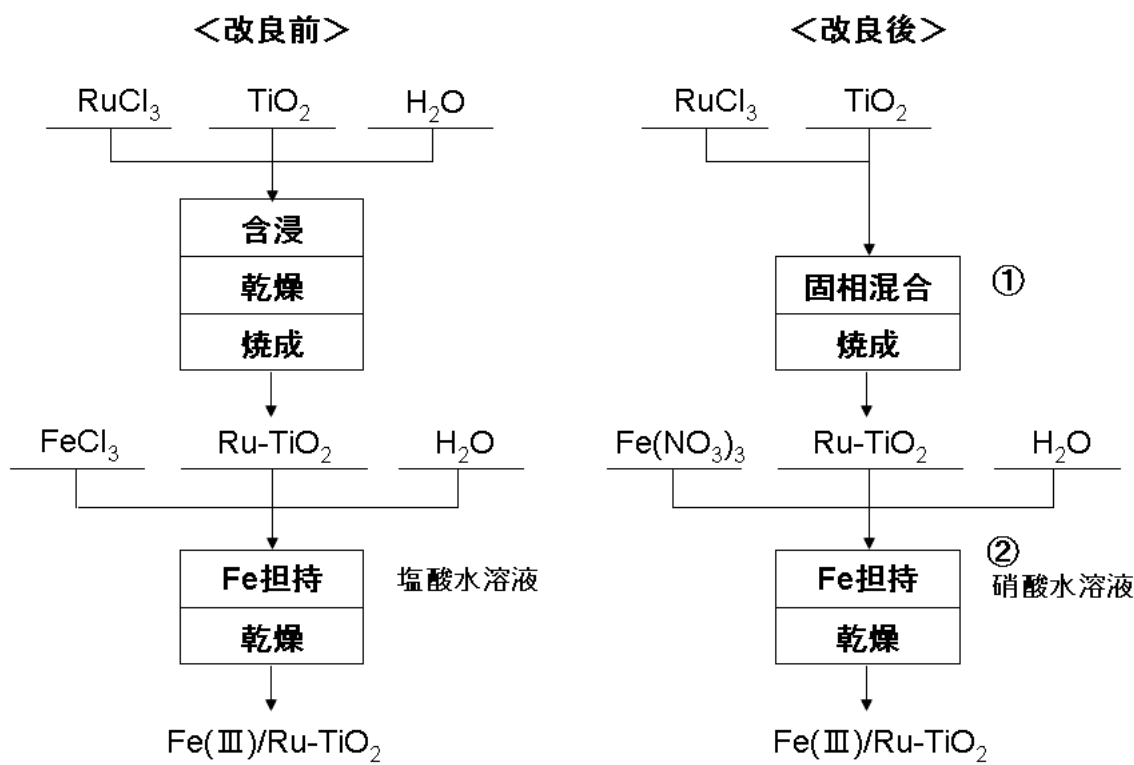 <改良前>
RuCl₃ TiO₂ H₂O
含浸
乾燥
焼成
FeCl₃ Ru-TiO₂ H₂O
Fe担持 塩酸水溶液
乾燥
Fe(Ⅲ)/Ru-TiO₂
<改良後>
RuCl₃ TiO₂
固相混合 ①
焼成
Fe(NO₃)₃ Ru-TiO₂ H₂O
②
Fe担持 硝酸水溶液
乾燥
Fe(Ⅲ)/Ru-TiO₂